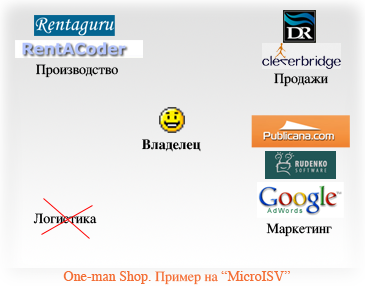 Rentaguru
RentACoder
Производство
DR
cleverbridge
Продажи
Владелец
Publicana.com
RUDENKO
SOFTWARE
Google
AdWords
Маркетинг
Логистика
One-man Shop. Пример на “MicroISV”